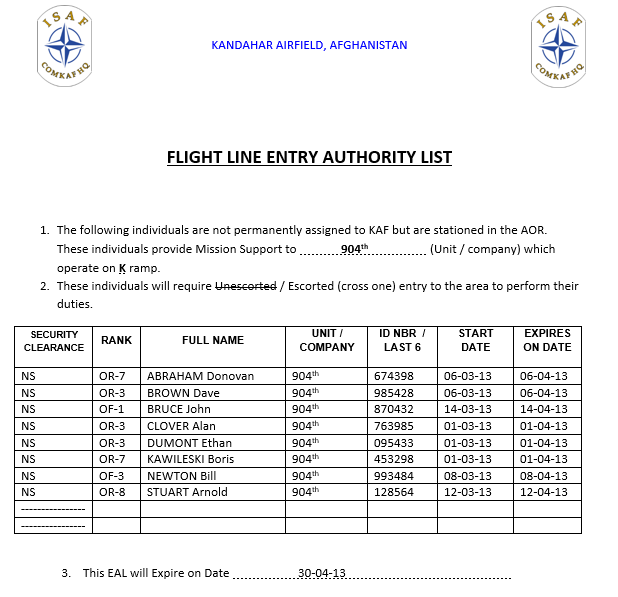 ISAF
COMKAF HQ
KANDAHAR AIRFIELD, AFGHANISTAN
ISAF
COMKAF HQ
FLIGHT LINE ENTRY AUTHORITY LIST
1. The following individuals are not permanently assigned to KAF but are stationed in the AOR.
These individuals provide Mission Support to ............904th................. (Unit / company) which
operate on K ramp.
2. These individuals will require Unescorted / Escorted (cross one) entry to the area to perform their
duties.
SECURITY CLEARANCE RANK FULL NAME UNIT / COMPANY ID NBR / LAST 6 START DATE EXPIRES ON DATE
NS OR-7 ABRAHAM Donovan 904th 674398 06-03-13 06-04-13
NS OR-3 BROWN Dave 904th 985428 06-03-13 06-04-13
NS OF-1 BRUCE John 904th 870432 14-03-13 14-04-13
NS OR-3 CLOVER Alan 904th 763985 01-03-13 01-04-13
NS OR-3 DUMONT Ethan 904th 095433 01-03-13 01-04-13
NS OR-7 KAWILESKI Boris 904th 453298 01-03-13 01-04-13
NS OF-3 NEWTON Bill 904th 993484 08-03-13 08-04-13
NS OR-8 STUART Arnold 904th 128564 12-03-13 12-04-13
----------------
----------------
3. This EAL will Expire on Date ...................30-04-13.................................................